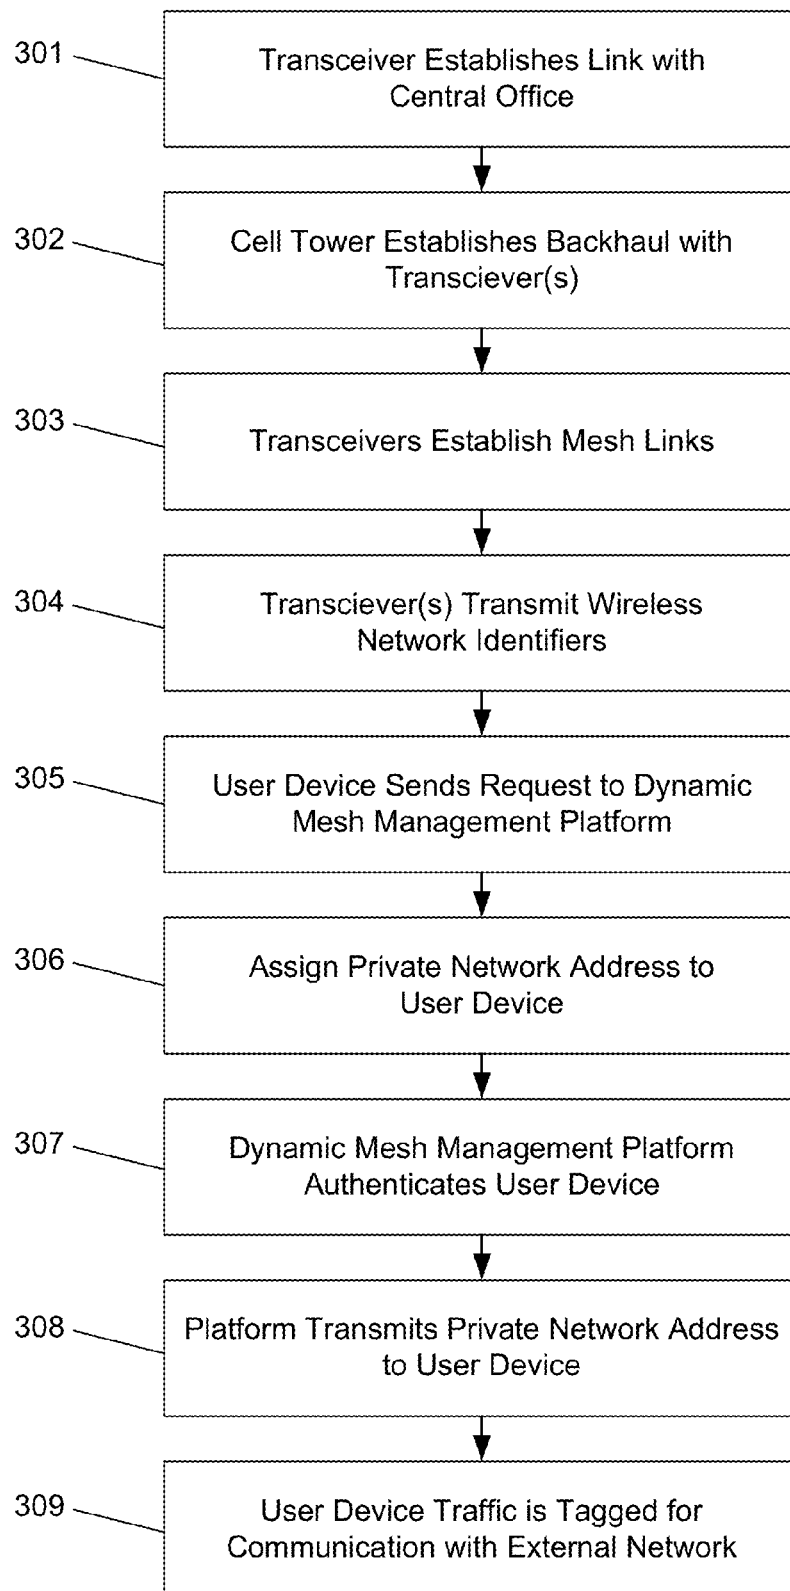 301
Transceiver Establishes Link with
Central Office
302
Cell Tower Establishes Backhaul with
Transciever(s)
303
Transceivers Establish Mesh Links
304
Transciever(s) Transmit Wireless
Network Identifiers
305
User Device Sends Request to Dynamic
Mesh Management Platform
306
Assign Private Network Address to
User Device
307
Dynamic Mesh Management Platform
Authenticates User Device
308
Platform Transmits Private Network Address
to User Device
309
User Device Traffic is Tagged for
Communication with External Network